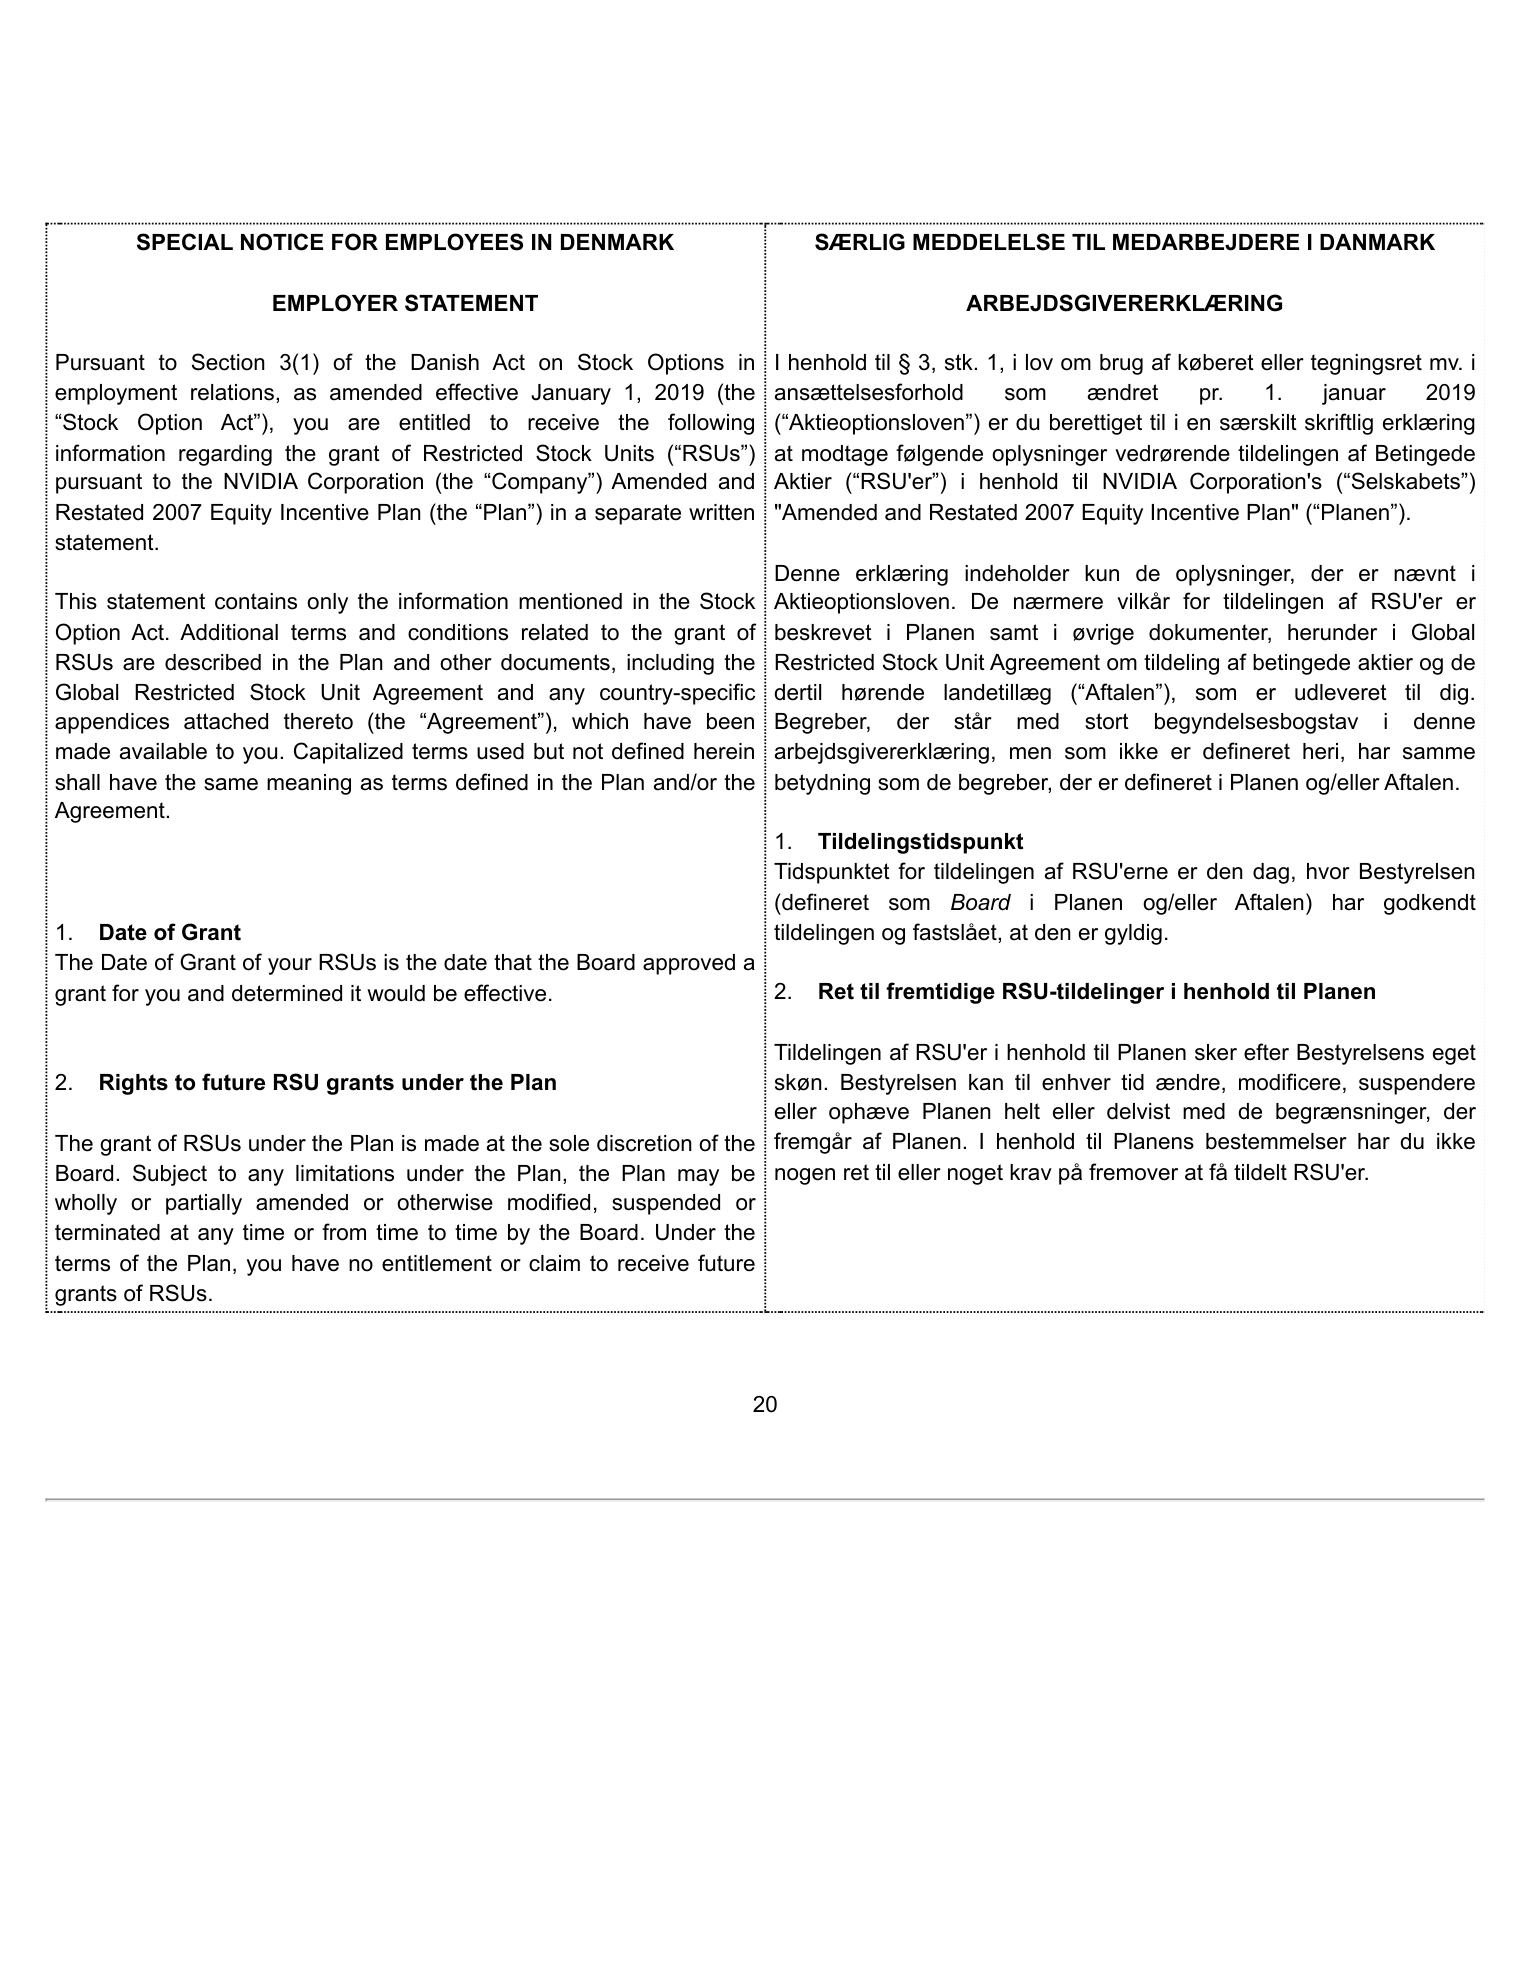 SPECIAL NOTICE FOR EMPLOYEES IN DENMARK
EMPLOYER STATEMENT
Pursuant to Section 3(1) of the Danish Act on Stock Options in
employment relations, as amended effective January 1, 2019 (the
“Stock Option Act”), you are entitled to receive the following
information regarding the grant of Restricted Stock Units (“RSUs”)
pursuant to the NVIDIA Corporation (the “Company”) Amended and
Restated 2007 Equity Incentive Plan (the “Plan”) in a separate written
statement.
This statement contains only the information mentioned in the Stock
Option Act. Additional terms and conditions related to the grant of
RSUs are described in the Plan and other documents, including the
Global Restricted Stock Unit Agreement and any country-specific
appendices attached thereto (the “Agreement”), which have been
made available to you. Capitalized terms used but not defined herein
shall have the same meaning as terms defined in the Plan and/or the
Agreement.
1. Date of Grant
The Date of Grant of your RSUs is the date that the Board approved a
grant for you and determined it would be effective.
2. Rights to future RSU grants under the Plan
The grant of RSUs under the Plan is made at the sole discretion of the
Board. Subject to any limitations under the Plan, the Plan may be
wholly or partially amended or otherwise modified, suspended or
terminated at any time or from time to time by the Board. Under the
terms of the Plan, you have no entitlement or claim to receive future
grants of RSUs.
SÆRLIG MEDDELELSE TIL MEDARBEJDERE I DANMARK
ARBEJDSGIVERERKLÆRING
I henhold til § 3, stk. 1, i lov om brug af køberet eller tegningsret mv. i
ansættelsesforhold som ændret pr. 1. januar 2019
(“Aktieoptionsloven”) er du berettiget til i en særskilt skriftlig erklæring
at modtage følgende oplysninger vedrørende tildelingen af Betingede
Aktier (“RSU'er”) i henhold til NVIDIA Corporation's (“Selskabets”)
"Amended and Restated 2007 Equity Incentive Plan" (“Planen”).
Denne erklæring indeholder kun de oplysninger, der er nævnt i
Aktieoptionsloven. De nærmere vilkår for tildelingen af RSU'er er
beskrevet i Planen samt i øvrige dokumenter, herunder i Global
Restricted Stock Unit Agreement om tildeling af betingede aktier og de
dertil hørende landetillæg (“Aftalen”), som er udleveret til dig.
Begreber, der står med stort begyndelsesbogstav i denne
arbejdsgivererklæring, men som ikke er defineret heri, har samme
betydning som de begreber, der er defineret i Planen og/eller Aftalen.
1. Tildelingstidspunkt
Tidspunktet for tildelingen af RSU'erne er den dag, hvor Bestyrelsen
(defineret som Board i Planen og/eller Aftalen) har godkendt
tildelingen og fastslået, at den er gyldig.
2. Ret til fremtidige RSU-tildelinger i henhold til Planen
Tildelingen af RSU'er i henhold til Planen sker efter Bestyrelsens eget
skøn. Bestyrelsen kan til enhver tid ændre, modificere, suspendere
eller ophæve Planen helt eller delvist med de begrænsninger, der
fremgår af Planen. I henhold til Planens bestemmelser har du ikke
nogen ret til eller noget krav på fremover at få tildelt RSU'er.
20